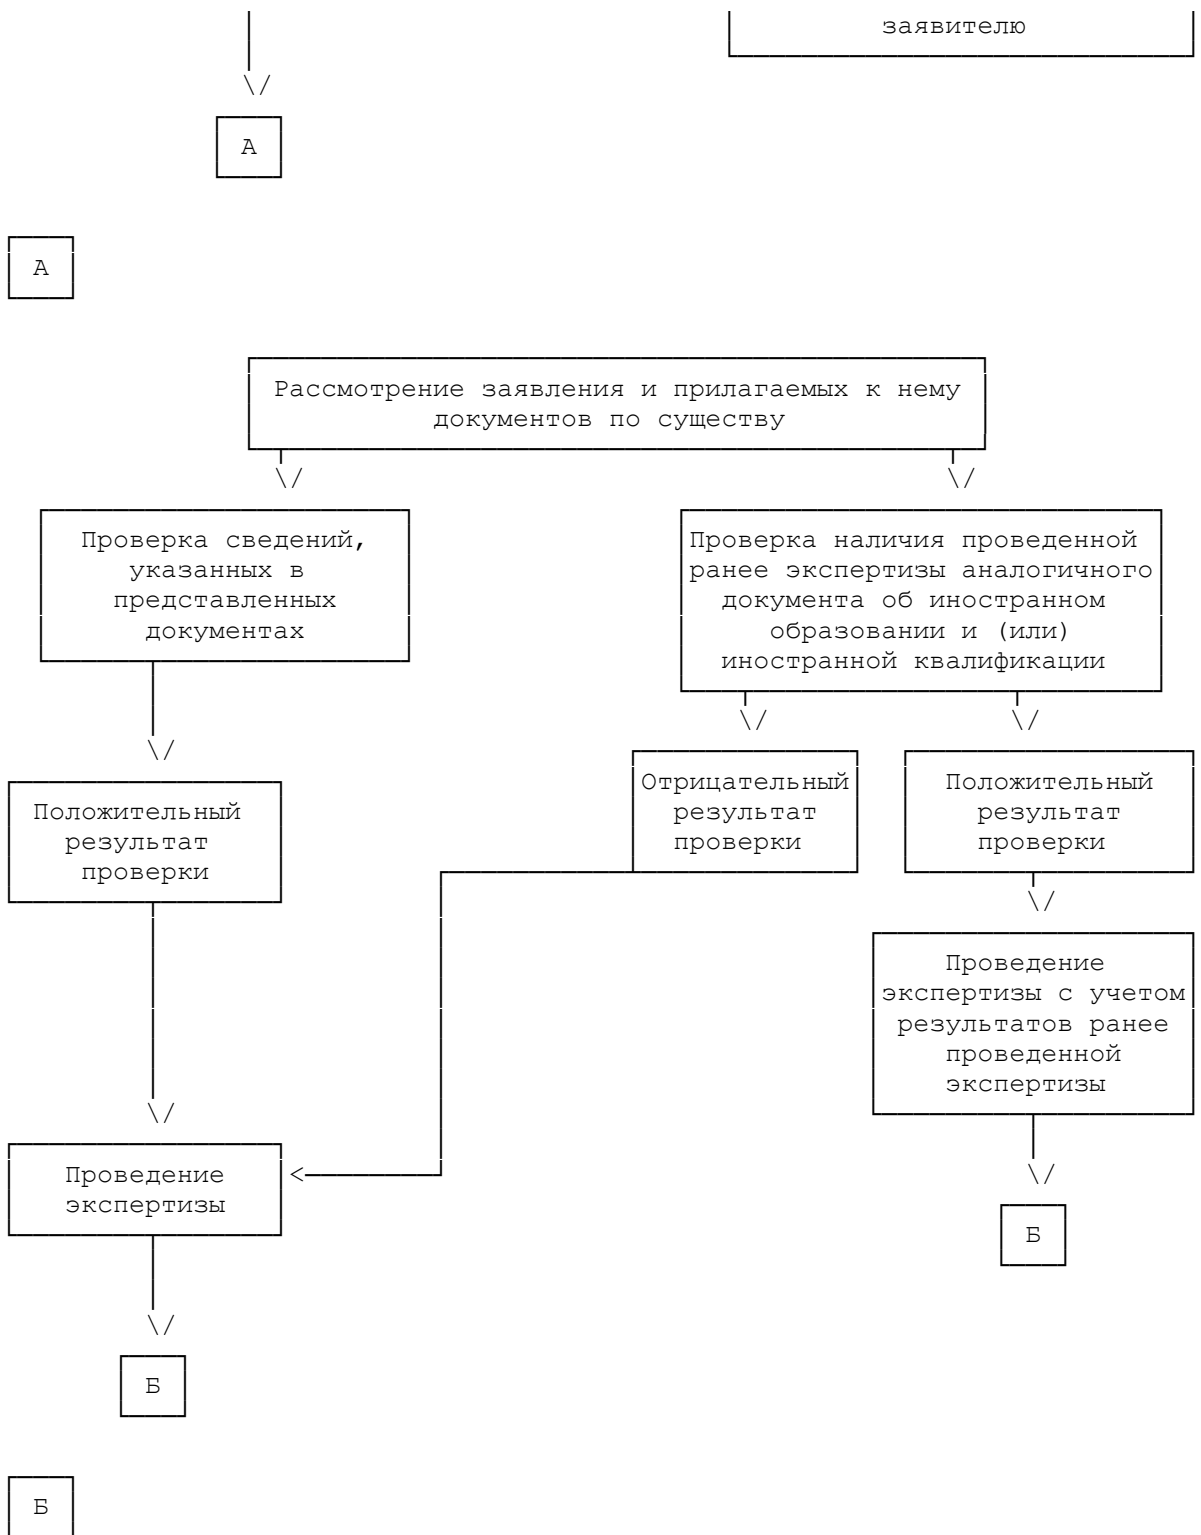 заявителю
А
А
Рассмотрение заявления и прилагаемых к нему
документов по существу
Проверка сведений,
указанных в
представленных
документах
Проверка наличия проведенной
ранее экспертизы аналогичного
документа об иностранном
образовании и (или)
иностранной квалификации
Положительный
результат
проверки
Отрицательный
результат
проверки
Положительный
результат
проверки
Проведение
экспертизы с учетом
результатов ранее
проведенной
экспертизы
Проведение
экспертизы
Б
Б
Б